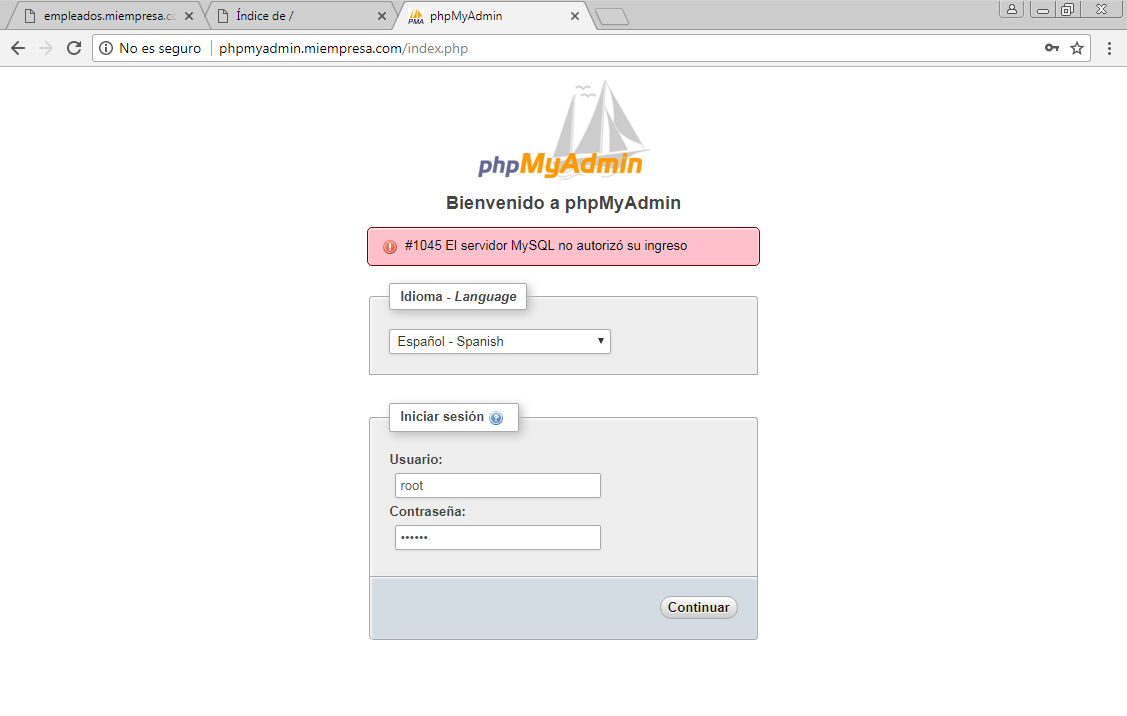 empleados.miempresa.cc
Índice de /
PMA
phpMyAdmin
No es seguro
phpmyadmin.miempresa.com/index.php
phpMyAdmin
Bienvenido a phpMyAdmin
#1045 El servidor MySQL no autorizó su ingreso
Idioma - Language
Español - Spanish
Iniciar sesión
Usuario:
root
Contraseña:
••••••
Continuar